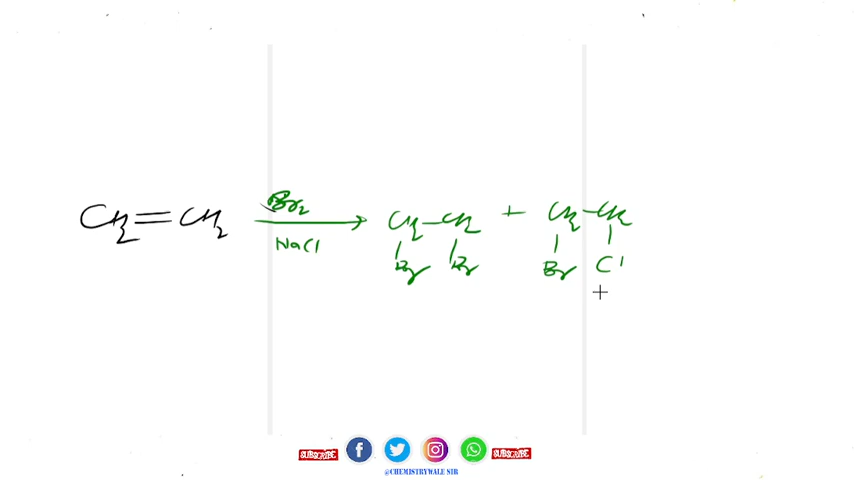 Br2
CH2=CH2 → CH2-CH2 + CH2-CH2
NaCl
Br Br Br Cl
+
SUBSCRIBE SUBSCRIBE
@CHEMISTRYWALE SIR